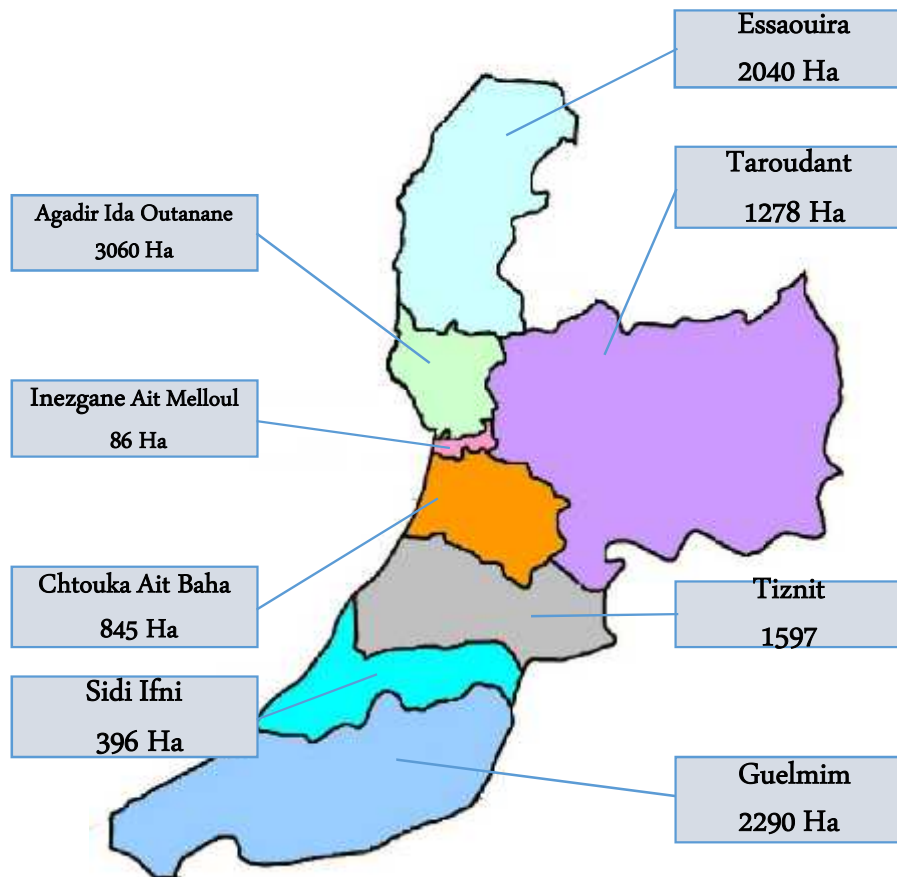 Essaouira
2040 Ha
Taroudant
1278 Ha
Agadir Ida Outanane
3060 Ha
Inezgane Ait Melloul
86 Ha
Chtouka Ait Baha
845 Ha
Tiznit
1597
Sidi Ifni
396 Ha
Guelmim
2290 Ha